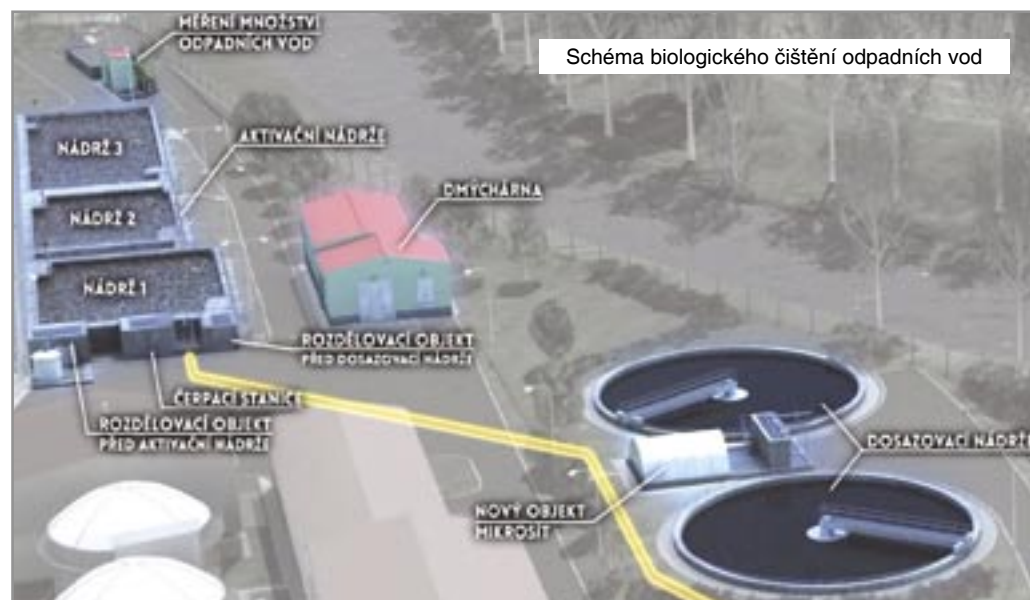 MĚŘENÍ MNOŽSTVÍ
ODPADNÍCH VOD
Schéma biologického čištění odpadních vod
AKTIVAČNÍ NÁDRŽE
NÁDRŽ 3
DMÝCHÁRNA
NÁDRŽ 2
NÁDRŽ 1
ROZDĚLOVACÍ OBJEKT
PŘED DOSAZOVACÍ NÁDRŽE
ČERPACÍ STANICE
ROZDĚLOVACÍ OBJEKT
PŘED AKTIVAČNÍ NÁDRŽE
DOSAZOVACÍ NÁDRŽE
NOVÝ OBJEKT
MIKROSÍT